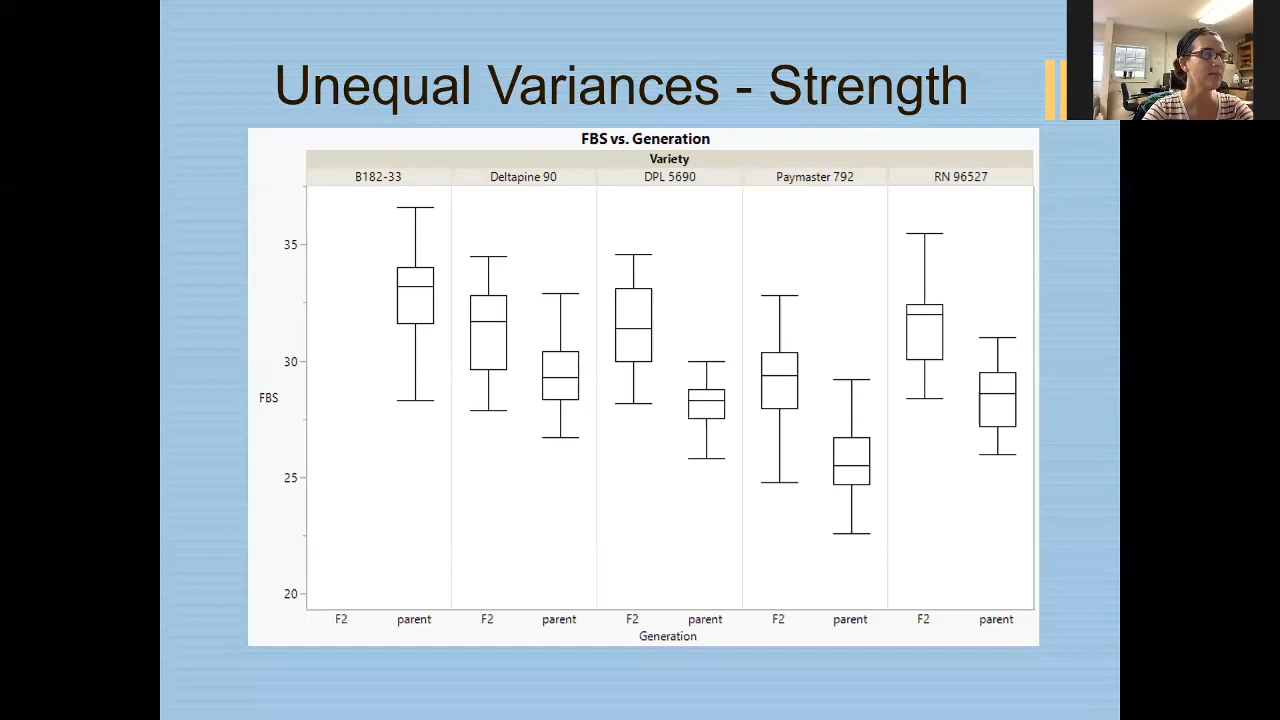 Unequal Variances - Strength
FBS vs. Generation
Variety
B182-33 Deltapine 90 DPL 5690 Paymaster 792 RN 96527
35
30
FBS
25
20
F2 parent F2 parent F2 parent F2 parent F2 parent
Generation